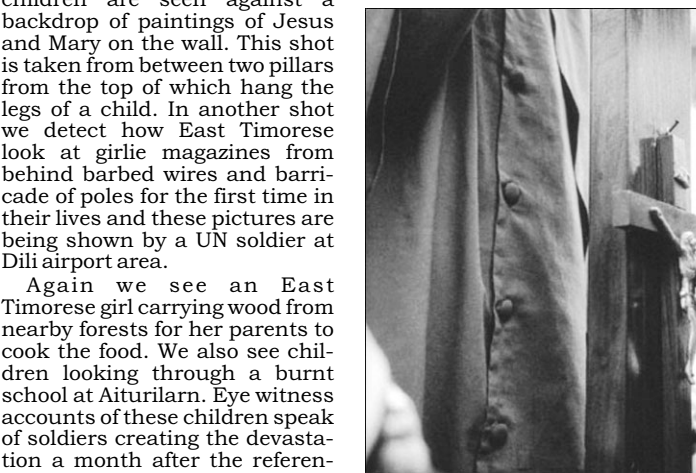 children are seen against a
backdrop of paintings of Jesus
and Mary on the wall. This shot
is taken from between two pillars
from the top of which hang the
legs of a child. In another shot
we detect how East Timorese
look at girlie magazines from
behind barbed wires and barri-
cade of poles for the first time in
their lives and these pictures are
being shown by a UN soldier at
Dili airport area.
Again we see an East
Timorese girl carrying wood from
nearby forests for her parents to
cook the food. We also see chil-
dren looking through a burnt
school at Aiturilarn. Eye witness
accounts of these children speak
of soldiers creating the devasta-
tion a month after the referen-